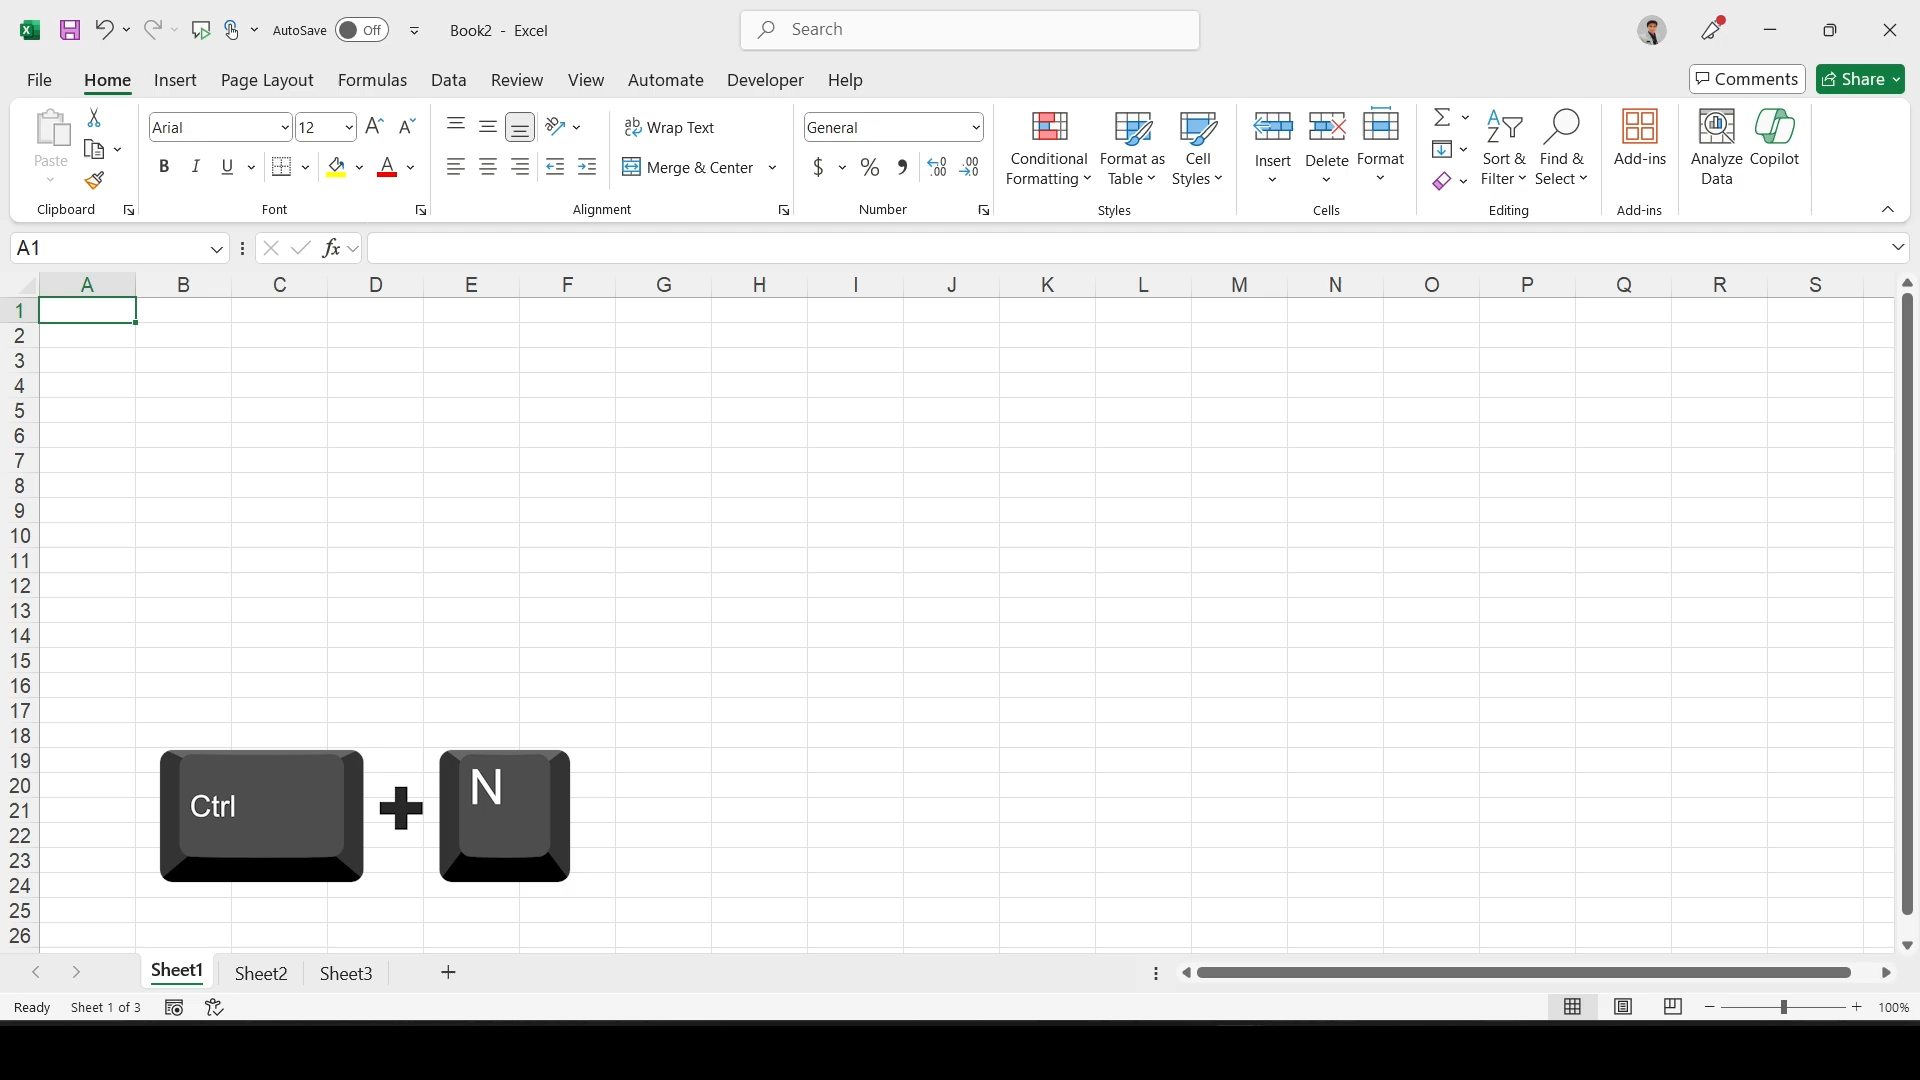 AutoSave Off Book2 - Excel Search
File Home Insert Page Layout Formulas Data Review View Automate Developer Help Comments Share
Paste Arial 12 Wrap Text General Conditional Formatting Format as Table Cell Styles Insert Delete Format Sort & Filter Find & Select Add-ins Analyze Data Copilot
B I U A Merge & Center $ % ,
Clipboard Font Alignment Number Styles Cells Editing Add-ins
A1 fx
A B C D E F G H I J K L M N O P Q R S
1
2
3
4
5
6
7
8
9
10
11
12
13
14
15
16
17
18
19
20
21
22
23
24
25
26
Ctrl + N
Sheet1 Sheet2 Sheet3 +
Ready Sheet 1 of 3 100%